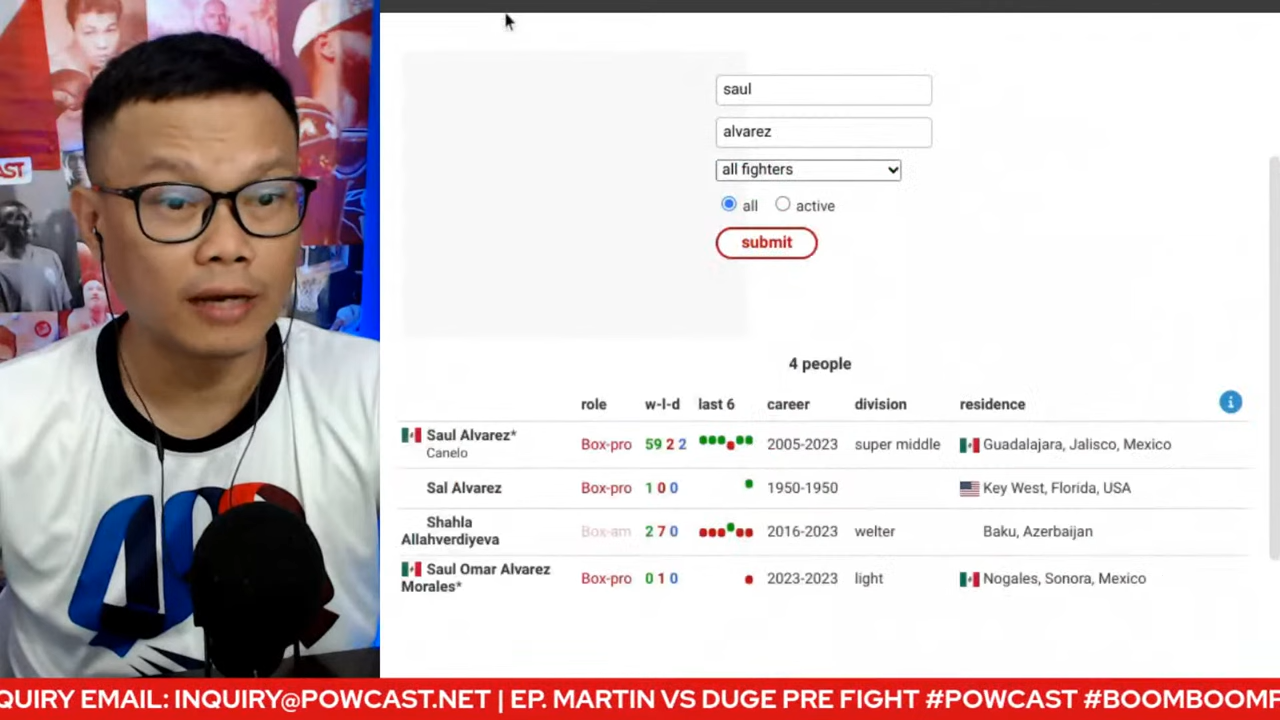 AST
saul
alvarez
all fighters
all active
submit
4 people
role w-l-d last 6 career division residence
Saul Alvarez* Box-pro 59 2 2 2005-2023 super middle Guadalajara, Jalisco, Mexico
Canelo
Sal Alvarez Box-pro 1 0 0 1950-1950 Key West, Florida, USA
Shahla
Allahverdiyeva Box-am 2 7 0 2016-2023 welter Baku, Azerbaijan
Saul Omar Alvarez
Morales* Box-pro 0 1 0 2023-2023 light Nogales, Sonora, Mexico
QUIRY EMAIL: INQUIRY@POWCAST.NET | EP. MARTIN VS DUGE PRE FIGHT #POWCAST #BOOMBOOM